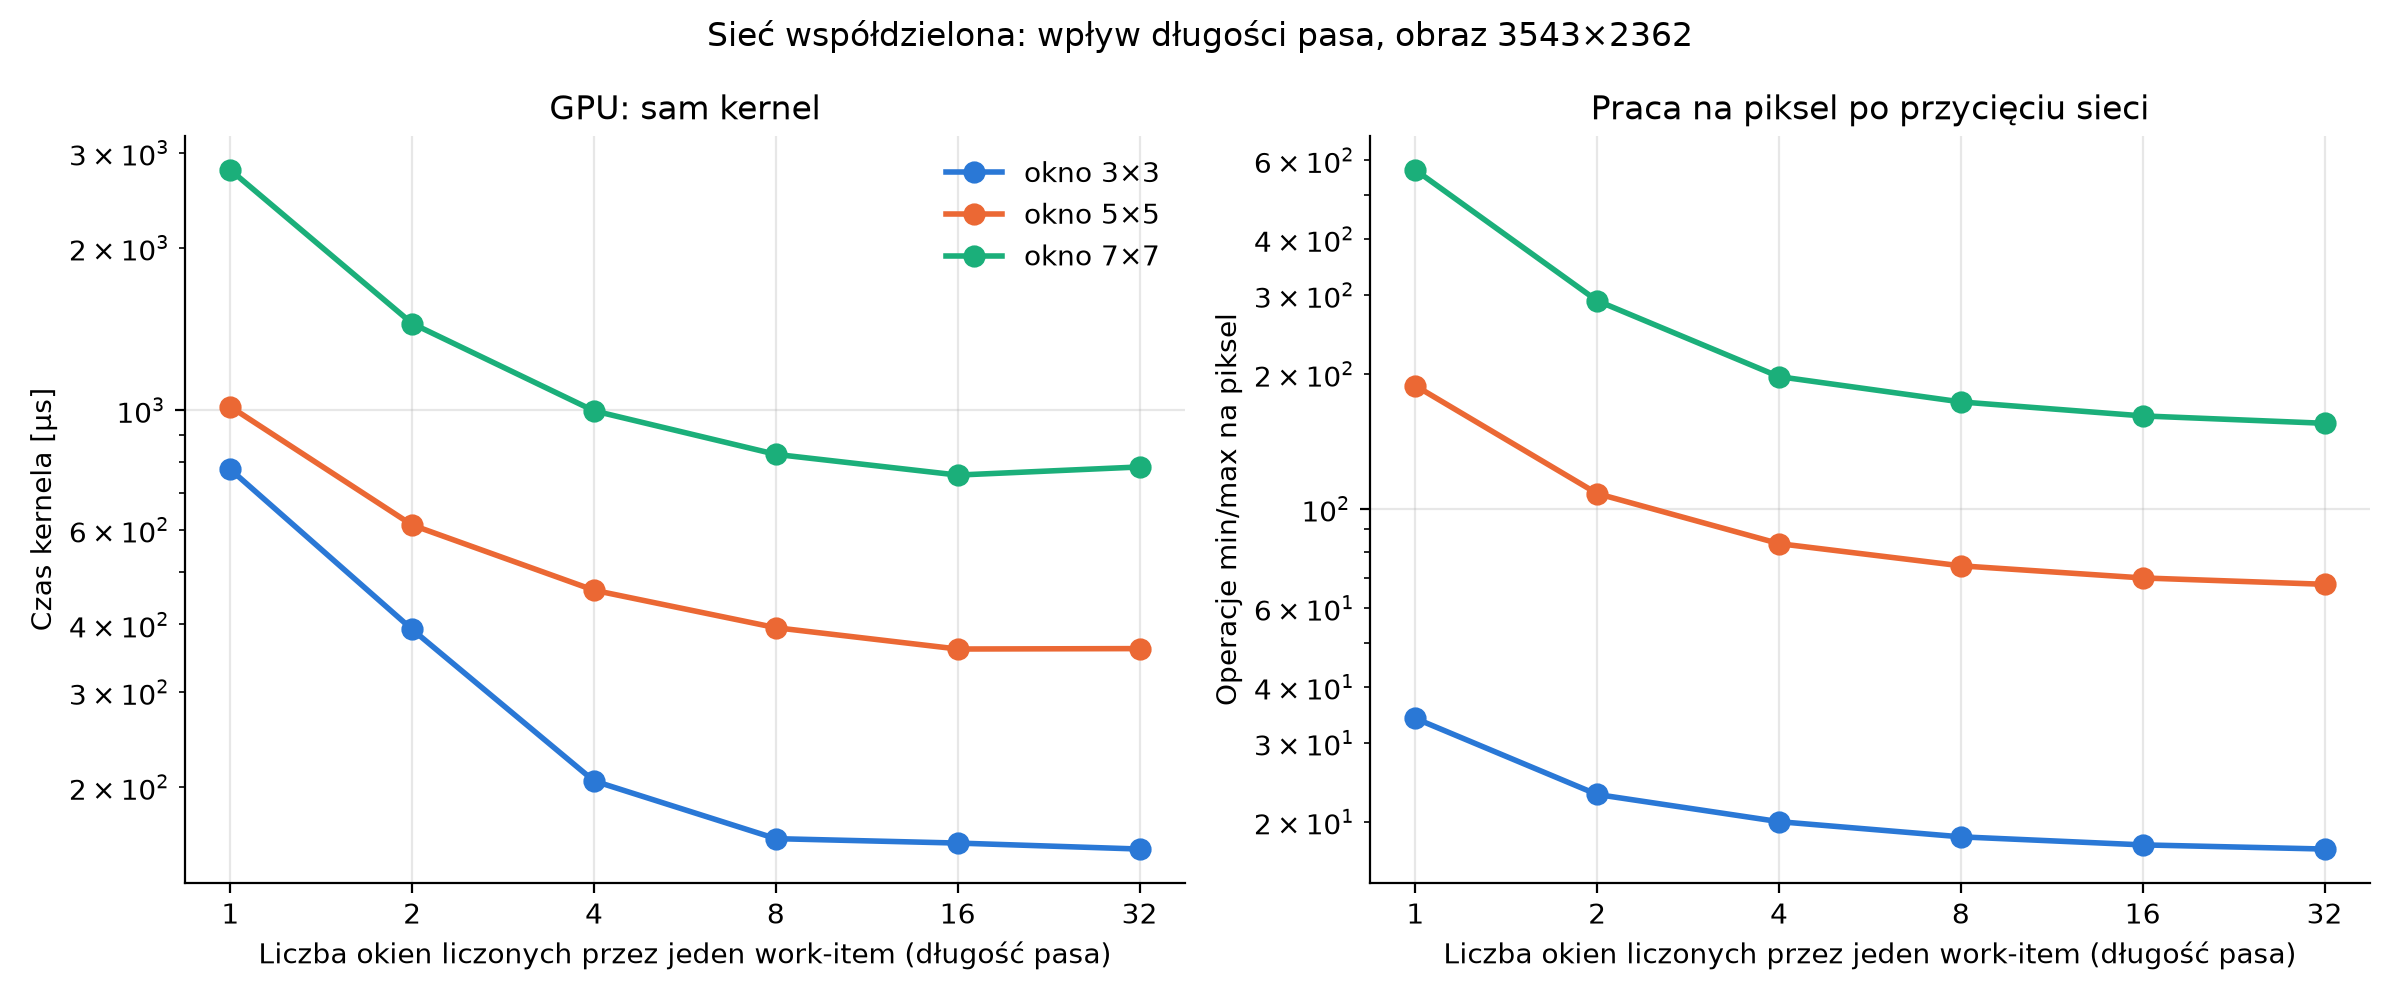 Sieć współdzielona: wpływ długości pasa, obraz 3543×2362
GPU: sam kernel
Czas kernela [µs]
3 × 10³
2 × 10³
10³
6 × 10²
4 × 10²
3 × 10²
2 × 10²
okno 3×3
okno 5×5
okno 7×7
1 2 4 8 16 32
Liczba okien liczonych przez jeden work-item (długość pasa)
Praca na piksel po przycięciu sieci
Operacje min/max na piksel
6 × 10²
4 × 10²
3 × 10²
2 × 10²
10²
6 × 10¹
4 × 10¹
3 × 10¹
2 × 10¹
1 2 4 8 16 32
Liczba okien liczonych przez jeden work-item (długość pasa)